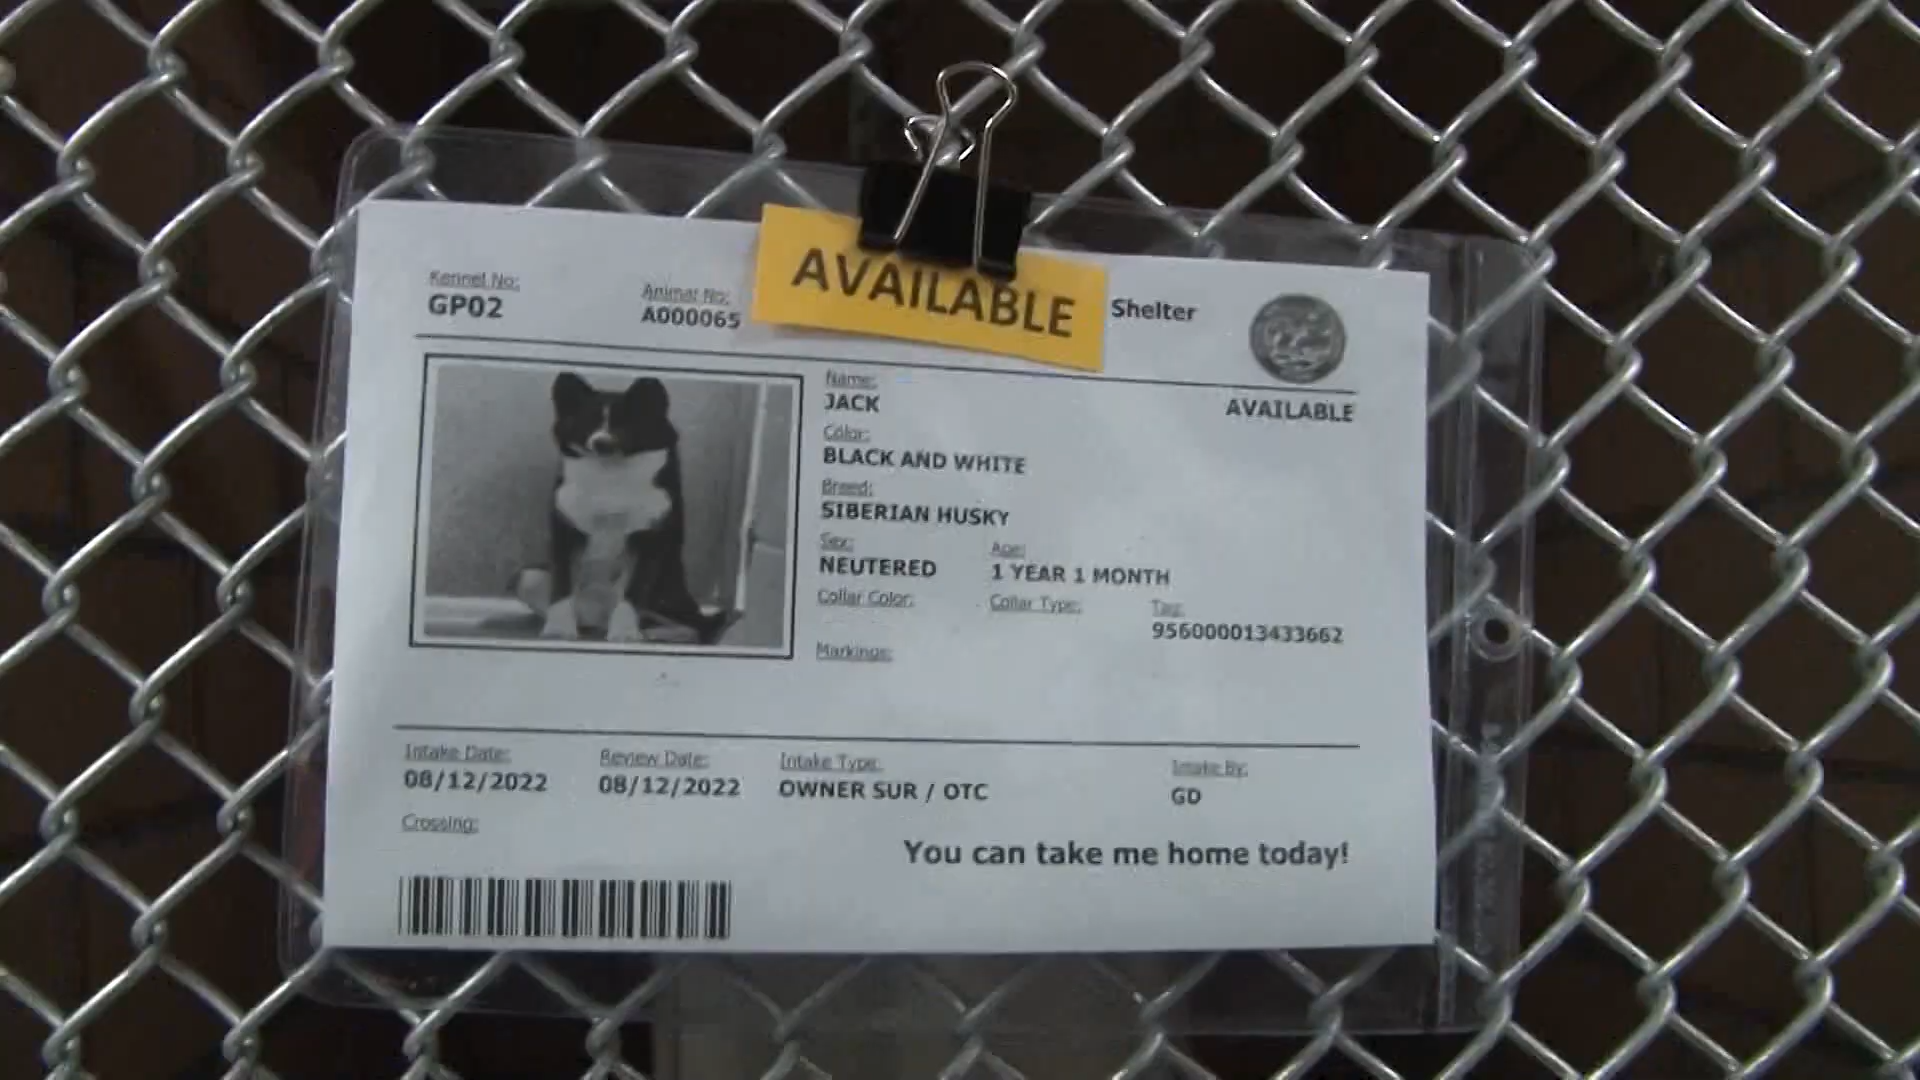 AVAILABLE
Kennel No:
GP02
Animal No:
A000065
Shelter
Name:
JACK
AVAILABLE
Color:
BLACK AND WHITE
Breed:
SIBERIAN HUSKY
Sex:
NEUTERED
Age:
1 YEAR 1 MONTH
Collar Color:
Collar Type:
Tag:
956000013433662
Markings:
Intake Date:
08/12/2022
Review Date:
08/12/2022
Intake Type:
OWNER SUR / OTC
Intake By:
GD
Crossing:
You can take me home today!